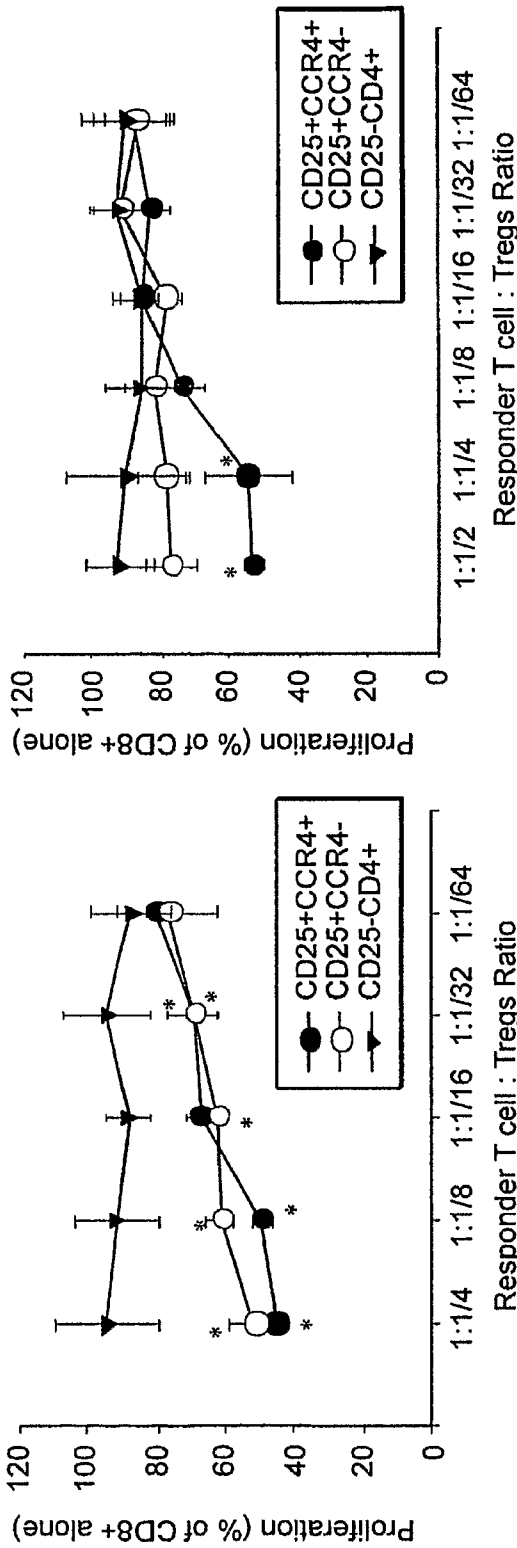 Proliferation (% of CD8+ alone)
120
100
80
60
40
20
0
CD25+CCR4+
CD25+CCR4-
CD25-CD4+
* * * * * * *
1:1/4 1:1/8 1:1/16 1:1/32 1:1/64
Responder T cell : Tregs Ratio
Proliferation (% of CD8+ alone)
120
100
80
60
40
20
0
CD25+CCR4+
CD25+CCR4-
CD25-CD4+
* *
1:1/2 1:1/4 1:1/8 1:1/16 1:1/32 1:1/64
Responder T cell : Tregs Ratio